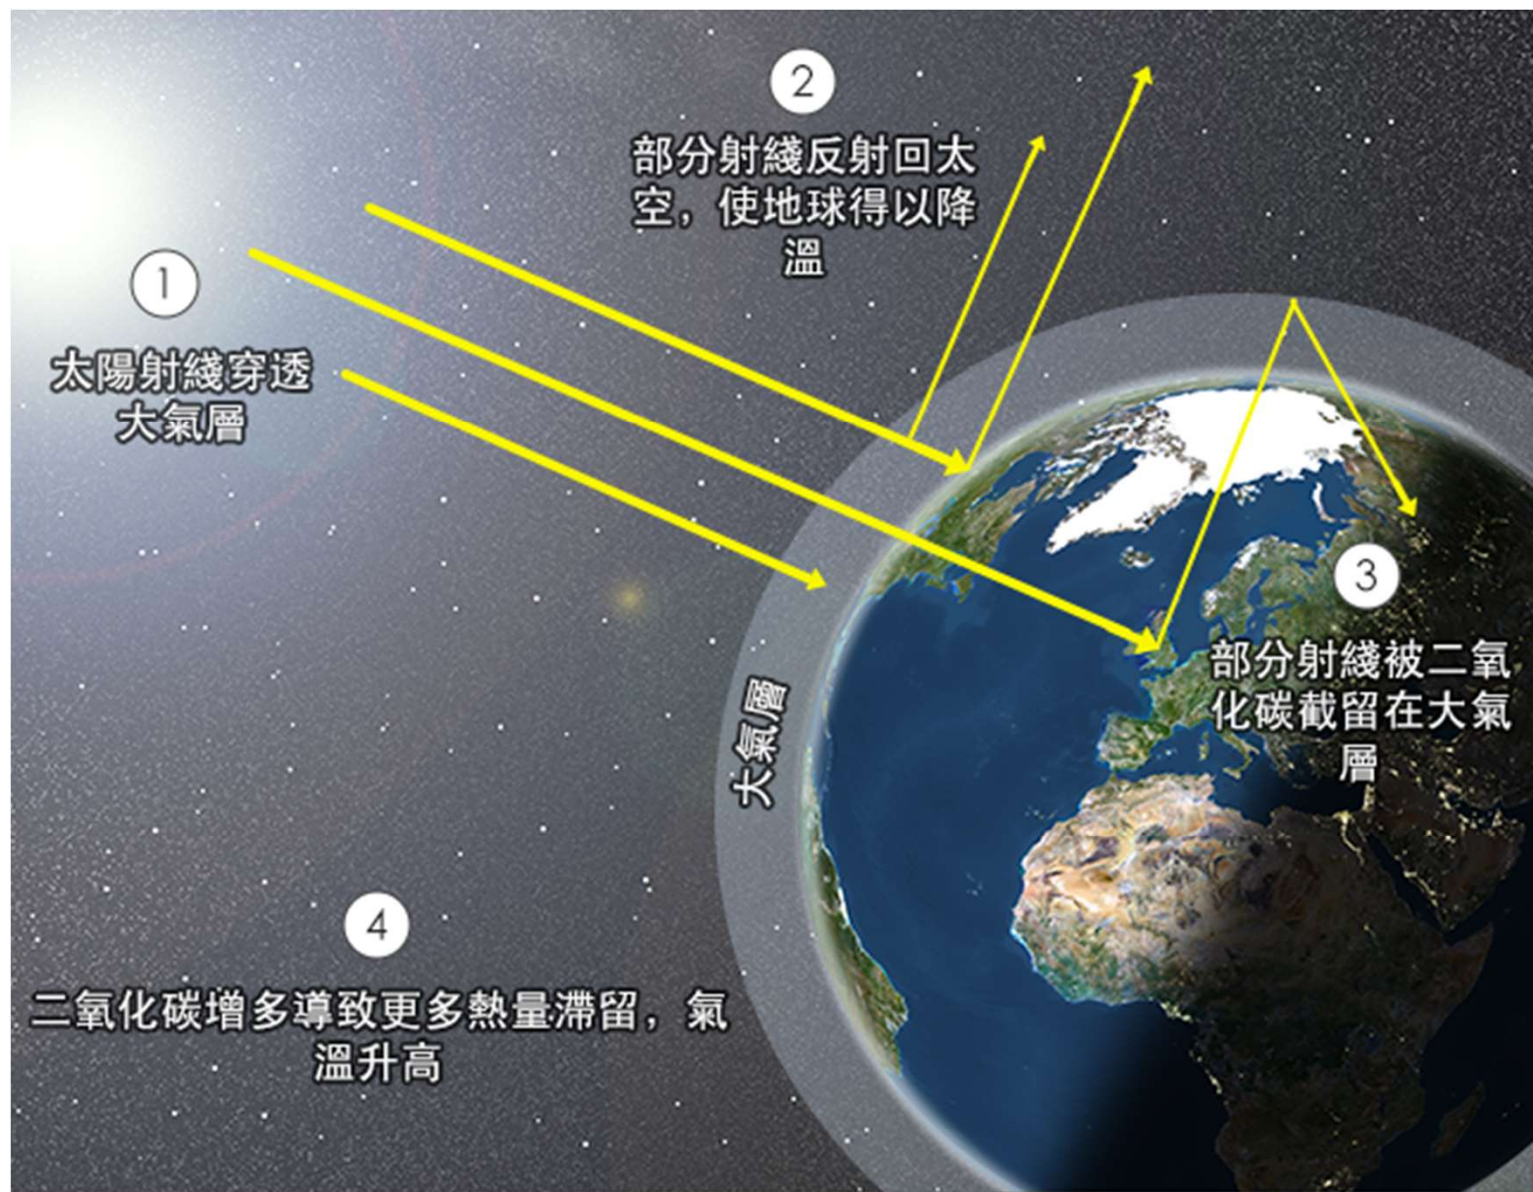 1
太陽射綫穿透
大氣層
2
部分射綫反射回太
空，使地球得以降
溫
3
部分射綫被二氧
化碳截留在大氣
層
大氣層
4
二氧化碳增多導致更多熱量滯留，氣
溫升高